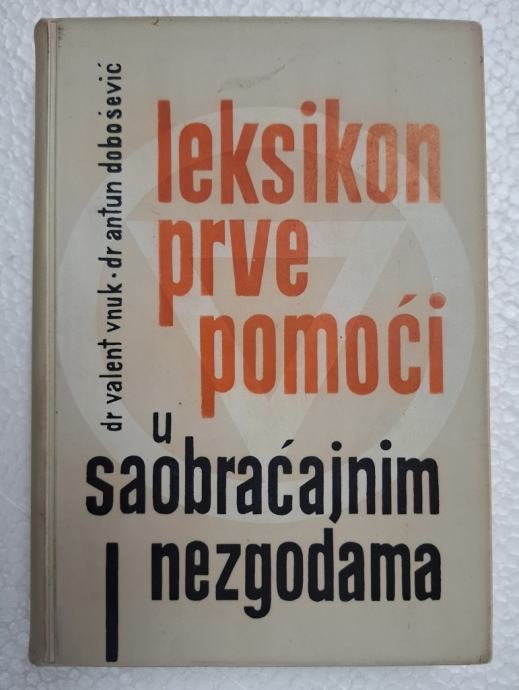 dr valent vnuk · dr antun dobošević
leksikon
prve
pomoći
u
saobraćajnim
nezgodama